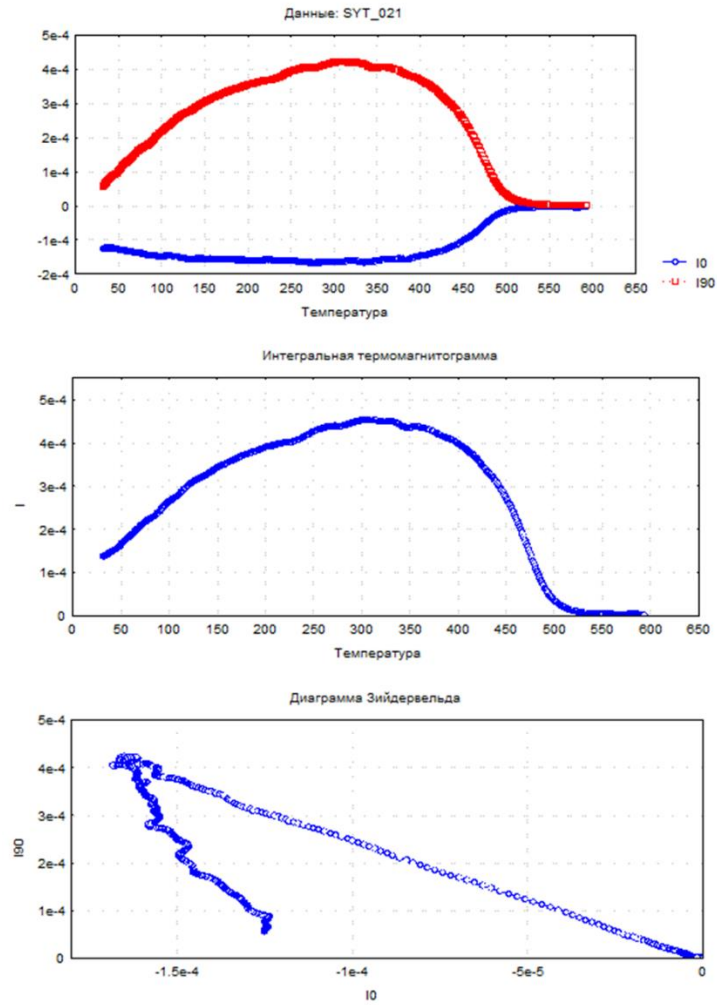 Данные: SYT_021
5e-4
4e-4
3e-4
2e-4
1e-4
0
-1e-4
-2e-4
0 50 100 150 200 250 300 350 400 450 500 550 600 650
Температура
I0
I90
Интегральная термомагнитограмма
5e-4
4e-4
3e-4
2e-4
1e-4
0
I
0 50 100 150 200 250 300 350 400 450 500 550 600 650
Температура
Диаграмма Зийдервельда
5e-4
4e-4
3e-4
2e-4
1e-4
0
I90
-1.5e-4 -1e-4 -5e-5 0
I0